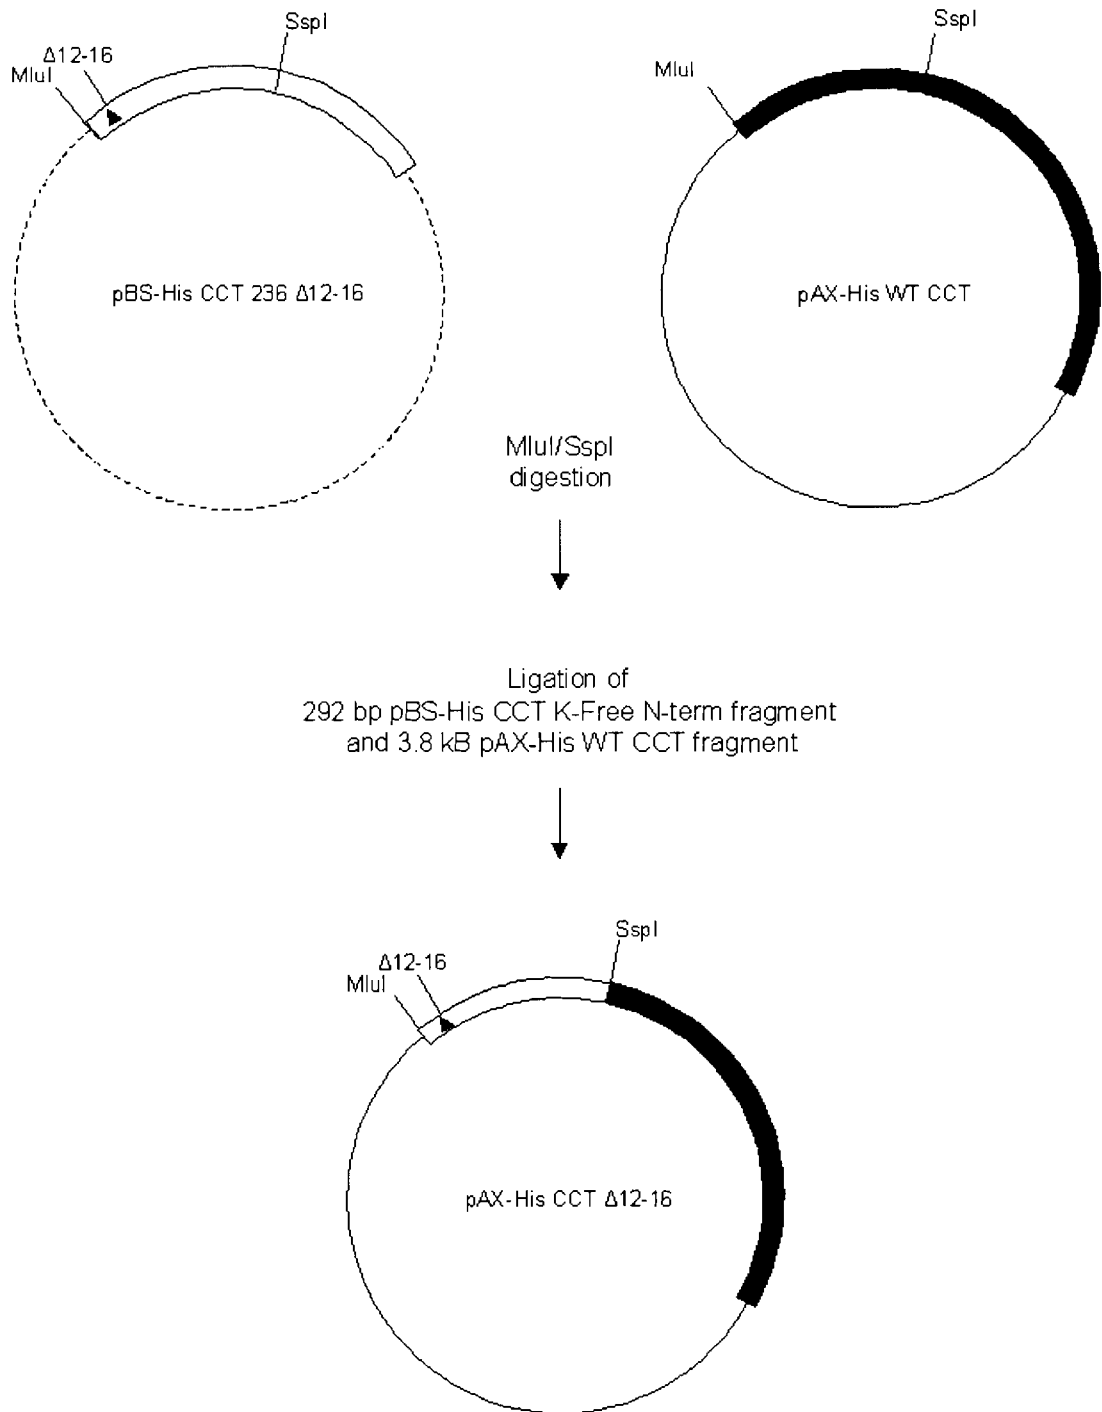 SspI
Δ12-16
MluI
pBS-His CCT 236 Δ12-16
SspI
MluI
pAX-His WT CCT
MluI/SspI
digestion
Ligation of
292 bp pBS-His CCT K-Free N-term fragment
and 3.8 kB pAX-His WT CCT fragment
SspI
Δ12-16
MluI
pAX-His CCT Δ12-16